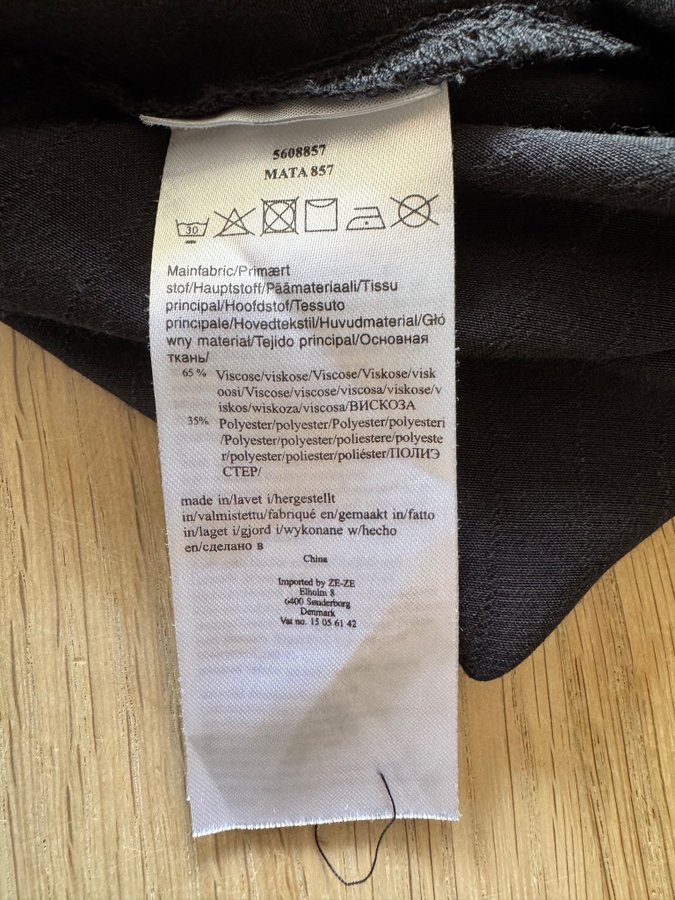 5608857
MATA 857
30
Mainfabric/Primært
stof/Hauptstoff/Päämateriaali/Tissu
principal/Hoofdstof/Tessuto
principale/Hovedtekstil/Huvudmaterial/Głó
wny materiał/Tejido principal/Основная
ткань/
65 % Viscose/viskose/Viscose/Viskose/visk
oosi/Viscose/viscose/viscosa/viskose/v
iskos/wiskoza/viscosa/ВИСКОЗА
35% Polyester/polyester/Polyester/polyesteri
/Polyester/polyester/poliestere/polyeste
r/polyester/poliester/poliéster/ПОЛИЭ
СТЕР/
made in/lavet i/hergestellt
in/valmistettu/fabriqué en/gemaakt in/fatto
in/laget i/gjord i/wykonane w/hecho
en/сделано в
China
Imported by ZE-ZE
Elholm 8
6400 Sønderborg
Denmark
Vat no. 15 05 61 42